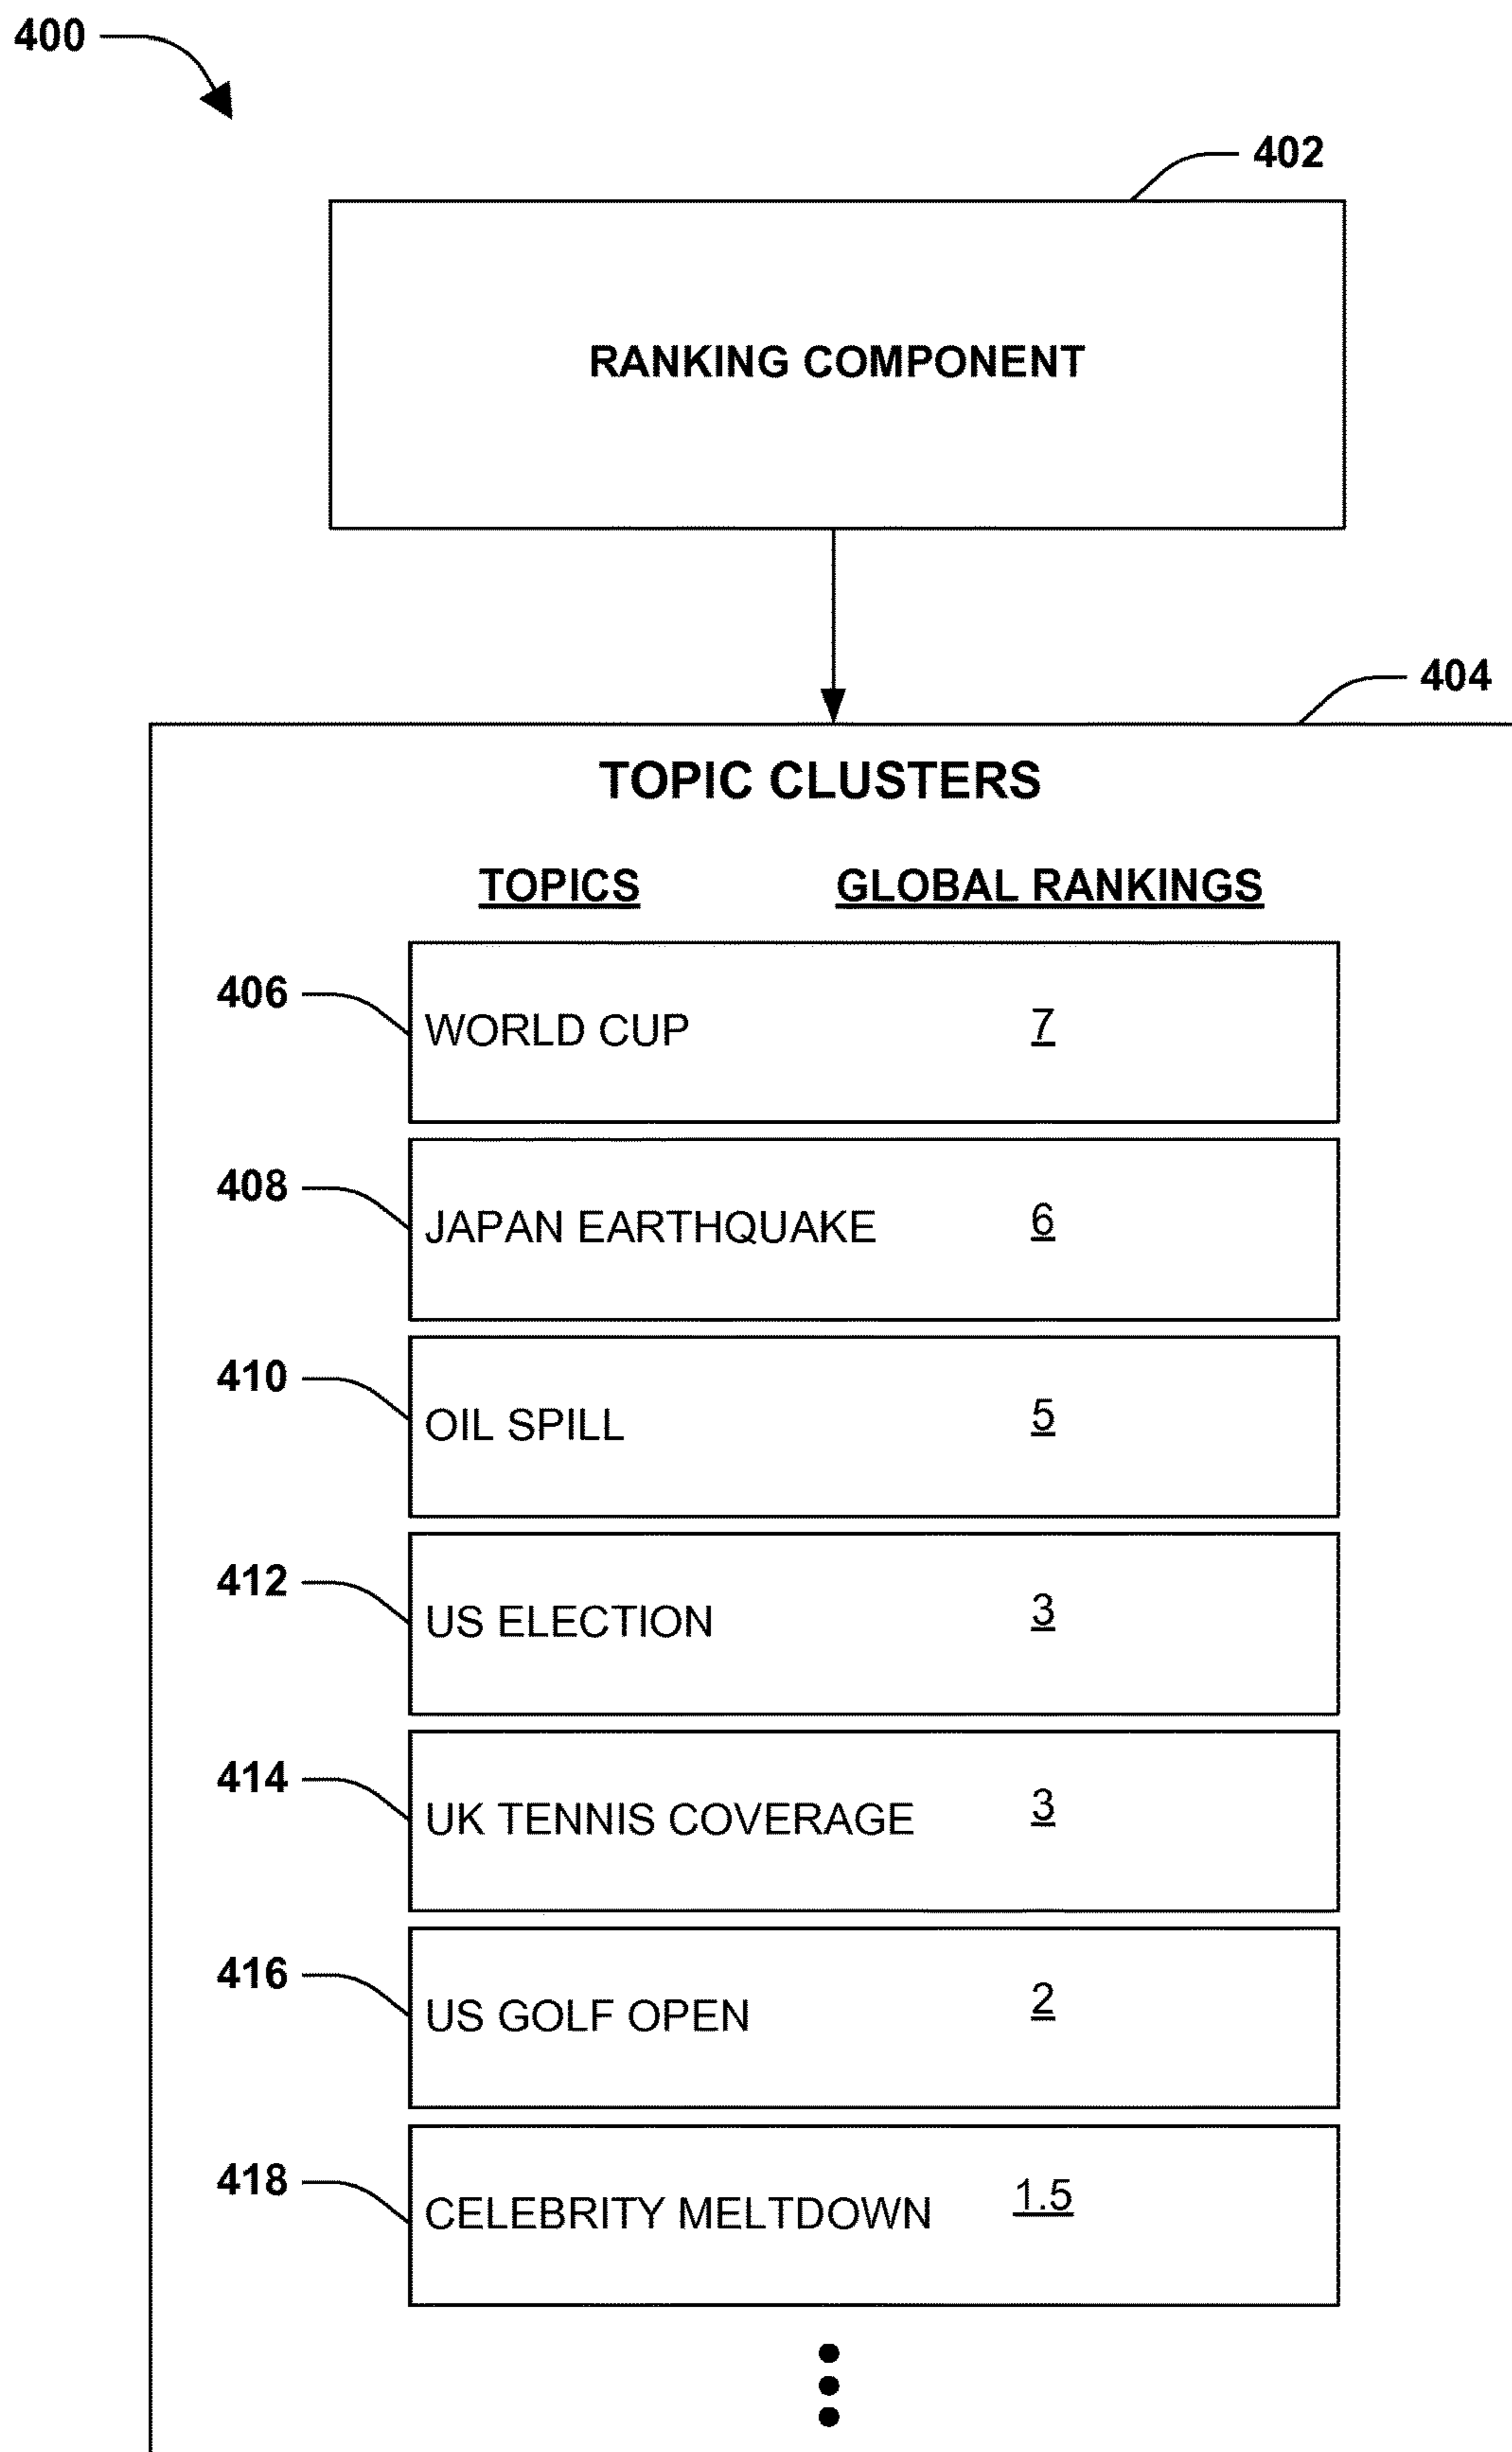 400
402
RANKING COMPONENT
404
TOPIC CLUSTERS
TOPICS GLOBAL RANKINGS
406 WORLD CUP 7
408 JAPAN EARTHQUAKE 6
410 OIL SPILL 5
412 US ELECTION 3
414 UK TENNIS COVERAGE 3
416 US GOLF OPEN 2
418 CELEBRITY MELTDOWN 1.5